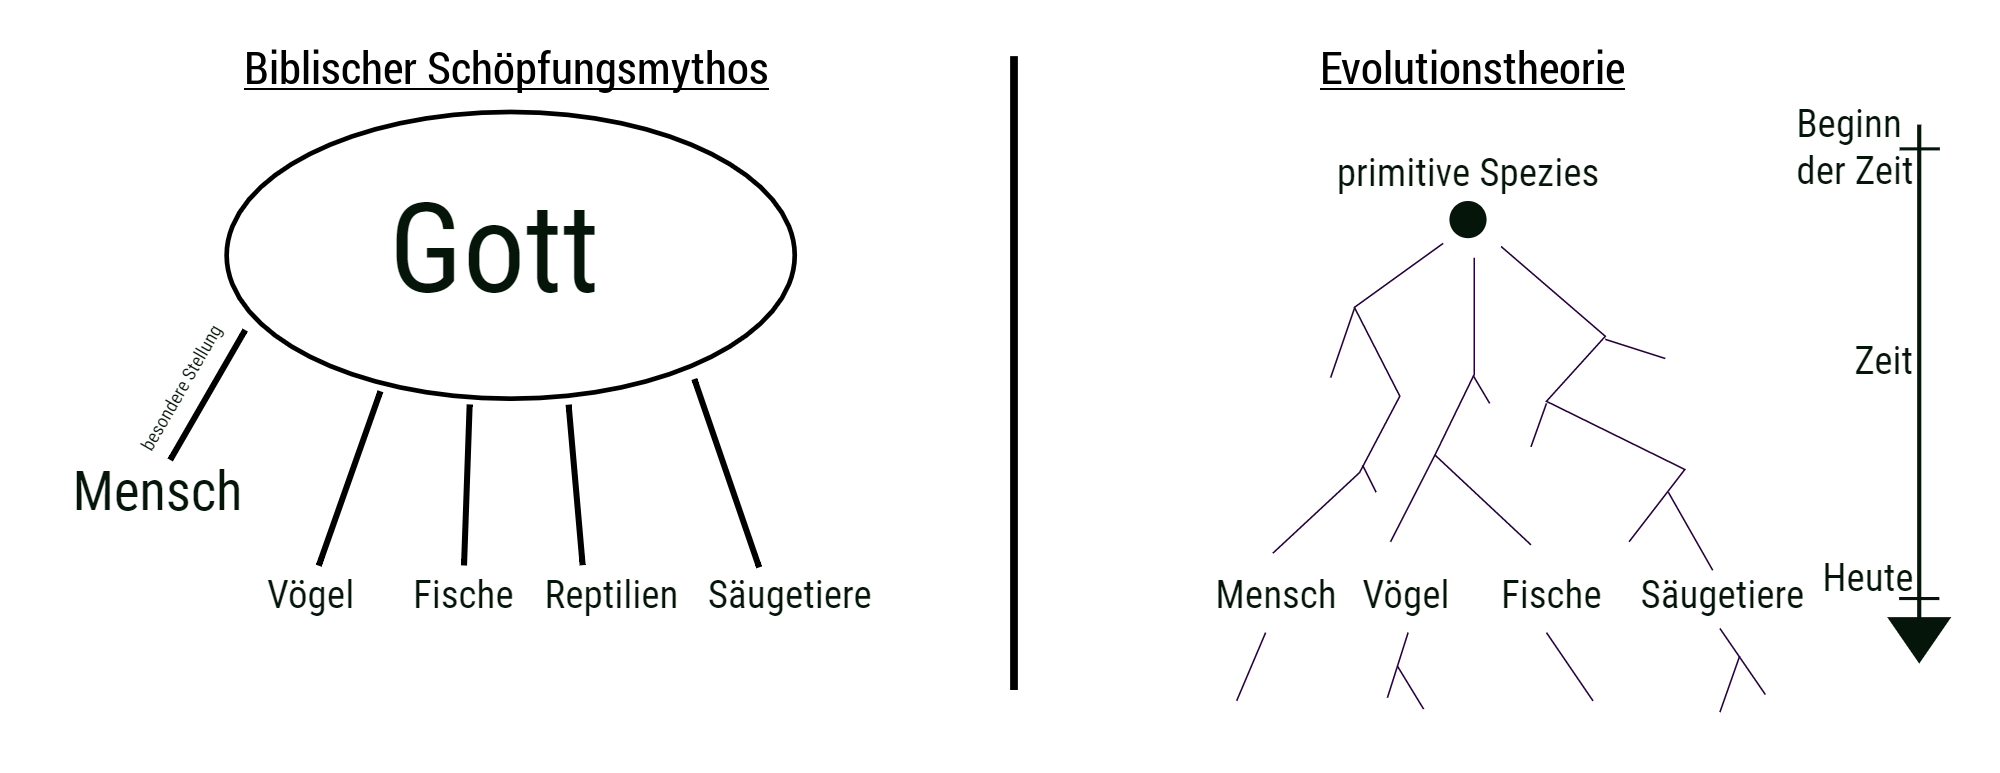 Biblischer Schöpfungsmythos
Gott
besondere Stellung
Mensch
Vögel
Fische
Reptilien
Säugetiere
Evolutionstheorie
primitive Spezies
Mensch
Vögel
Fische
Säugetiere
Beginn
der Zeit
Zeit
Heute